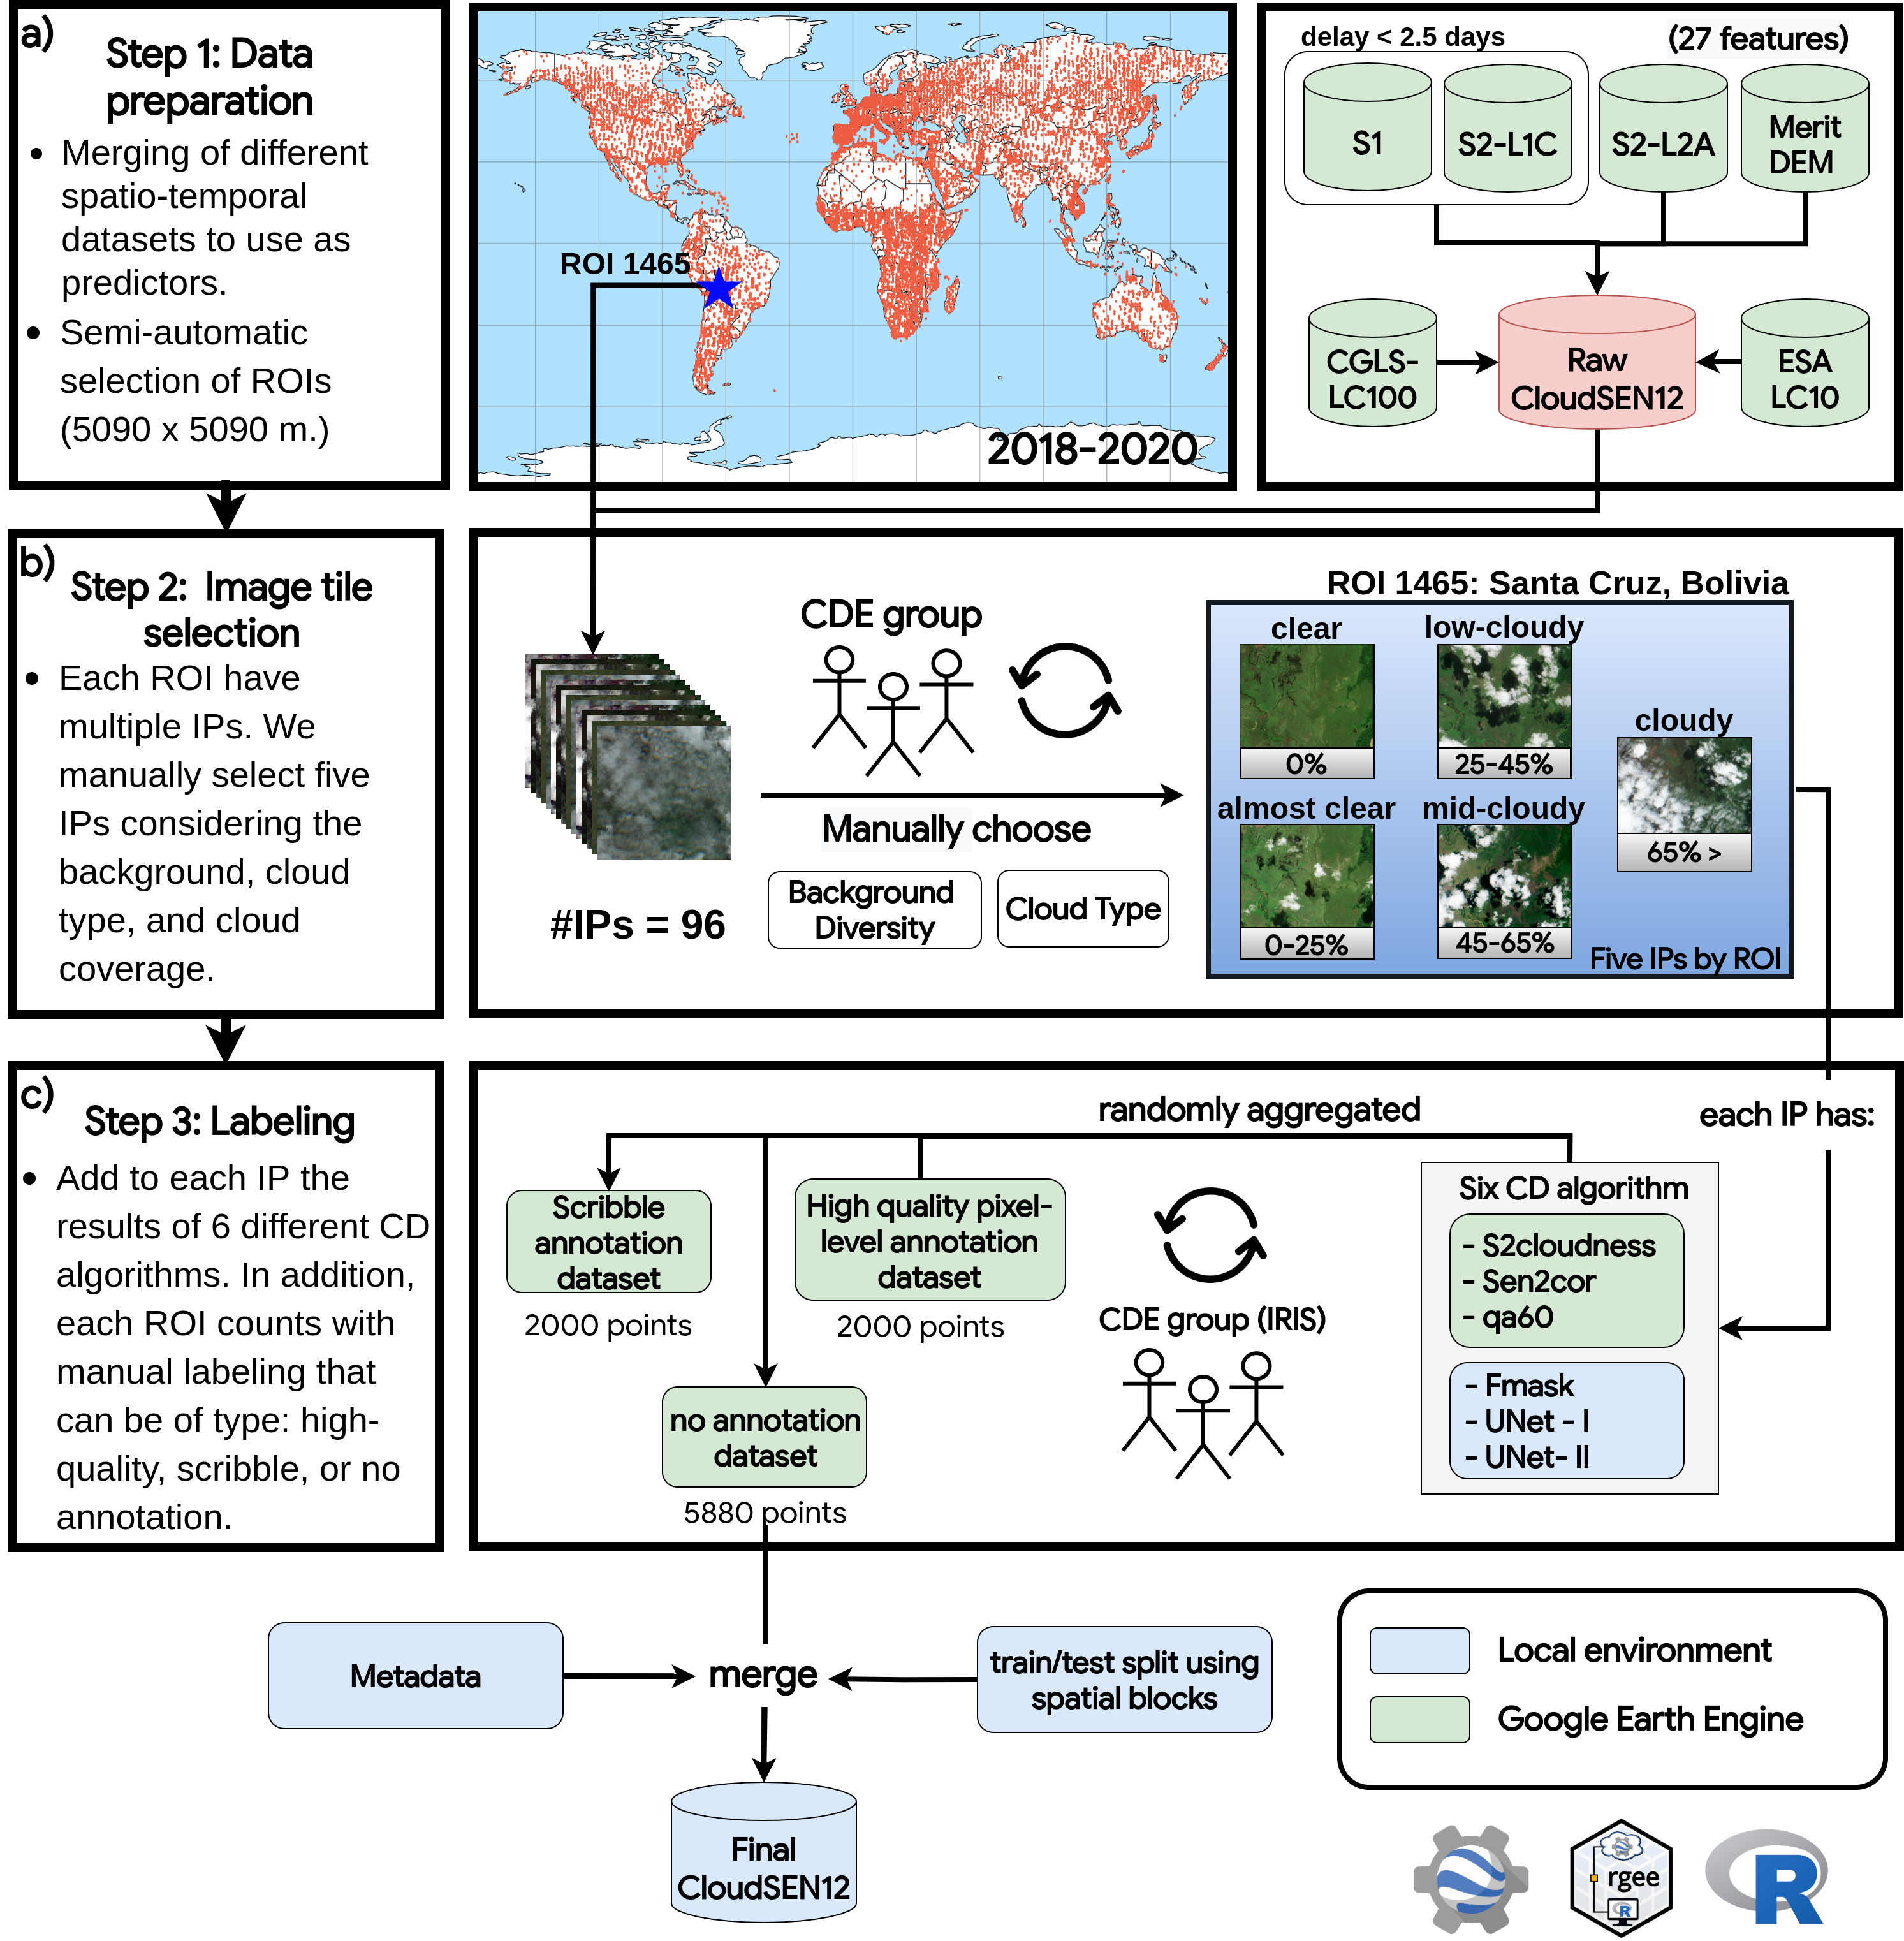 a)
Step 1: Data
preparation
• Merging of different
spatio-temporal
datasets to use as
predictors.
• Semi-automatic
selection of ROIs
(5090 x 5090 m.)
ROI 1465
2018-2020
delay < 2.5 days
(27 features)
S1
S2-L1C
S2-L2A
Merit
DEM
CGLS-
LC100
Raw
CloudSEN12
ESA
LC10
b)
Step 2: Image tile
selection
• Each ROI have
multiple IPs. We
manually select five
IPs considering the
background, cloud
type, and cloud
coverage.
#IPs = 96
CDE group
Manually choose
Background
Diversity
Cloud Type
ROI 1465: Santa Cruz, Bolivia
clear
0%
low-cloudy
25-45%
cloudy
65% >
almost clear
0-25%
mid-cloudy
45-65%
Five IPs by ROI
c)
Step 3: Labeling
• Add to each IP the
results of 6 different CD
algorithms. In addition,
each ROI counts with
manual labeling that
can be of type: high-
quality, scribble, or no
annotation.
randomly aggregated
each IP has:
Scribble
annotation
dataset
2000 points
High quality pixel-
level annotation
dataset
2000 points
no annotation
dataset
5880 points
CDE group (IRIS)
Six CD algorithm
- S2cloudness
- Sen2cor
- qa60
- Fmask
- UNet - I
- UNet- II
Metadata
merge
train/test split using
spatial blocks
Final
CloudSEN12
Local environment
Google Earth Engine
rgee
R
R